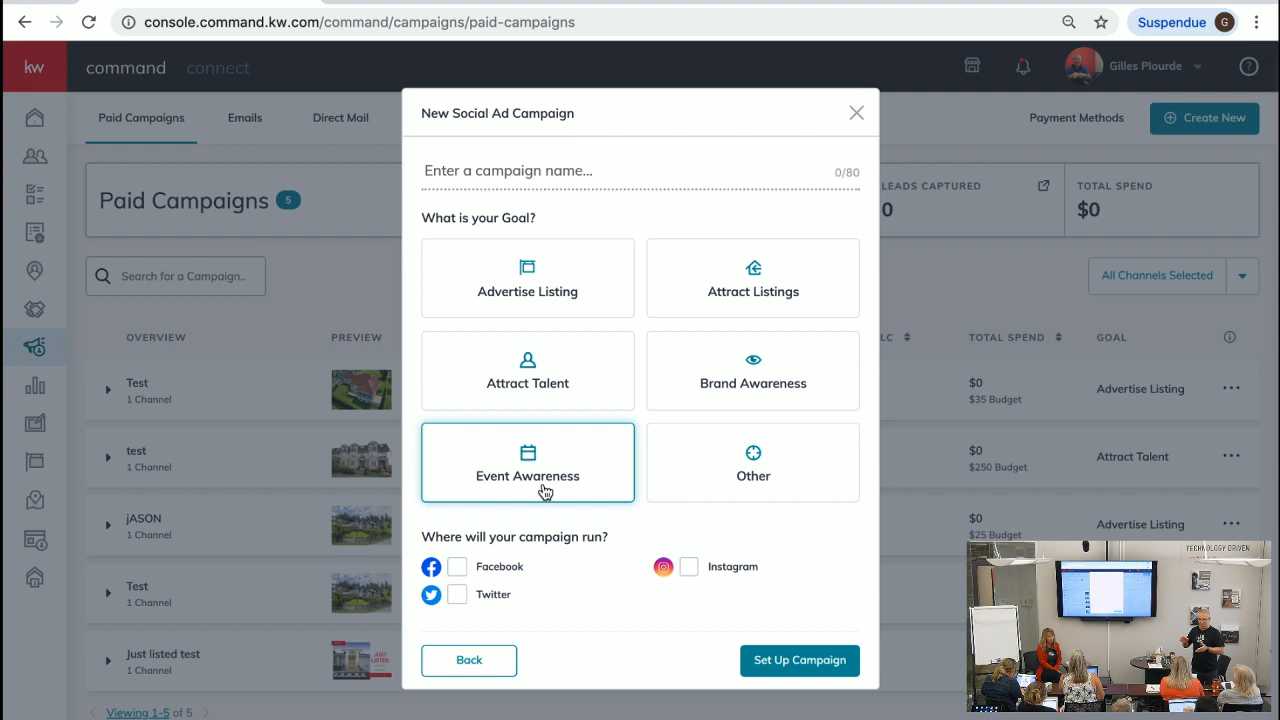 console.command.kw.com/command/campaigns/paid-campaigns
Suspendue
G
kw
command
connect
Gilles Plourde
Paid Campaigns
Emails
Direct Mail
Payment Methods
Create New
Paid Campaigns 5
LEADS CAPTURED
0
TOTAL SPEND
$0
Search for a Campaign..
All Channels Selected
OVERVIEW
PREVIEW
LC
TOTAL SPEND
GOAL
Test
1 Channel
$0
$35 Budget
Advertise Listing
test
1 Channel
$0
$250 Budget
Attract Talent
jASON
1 Channel
$0
$25 Budget
Advertise Listing
Test
1 Channel
Just listed test
1 Channel
JUST
LISTED
Viewing 1-5 of 5
New Social Ad Campaign
Enter a campaign name...
0/80
What is your Goal?
Advertise Listing
Attract Listings
Attract Talent
Brand Awareness
Event Awareness
Other
Where will your campaign run?
Facebook
Instagram
Twitter
Back
Set Up Campaign
TECHNOLOGY DRIVEN